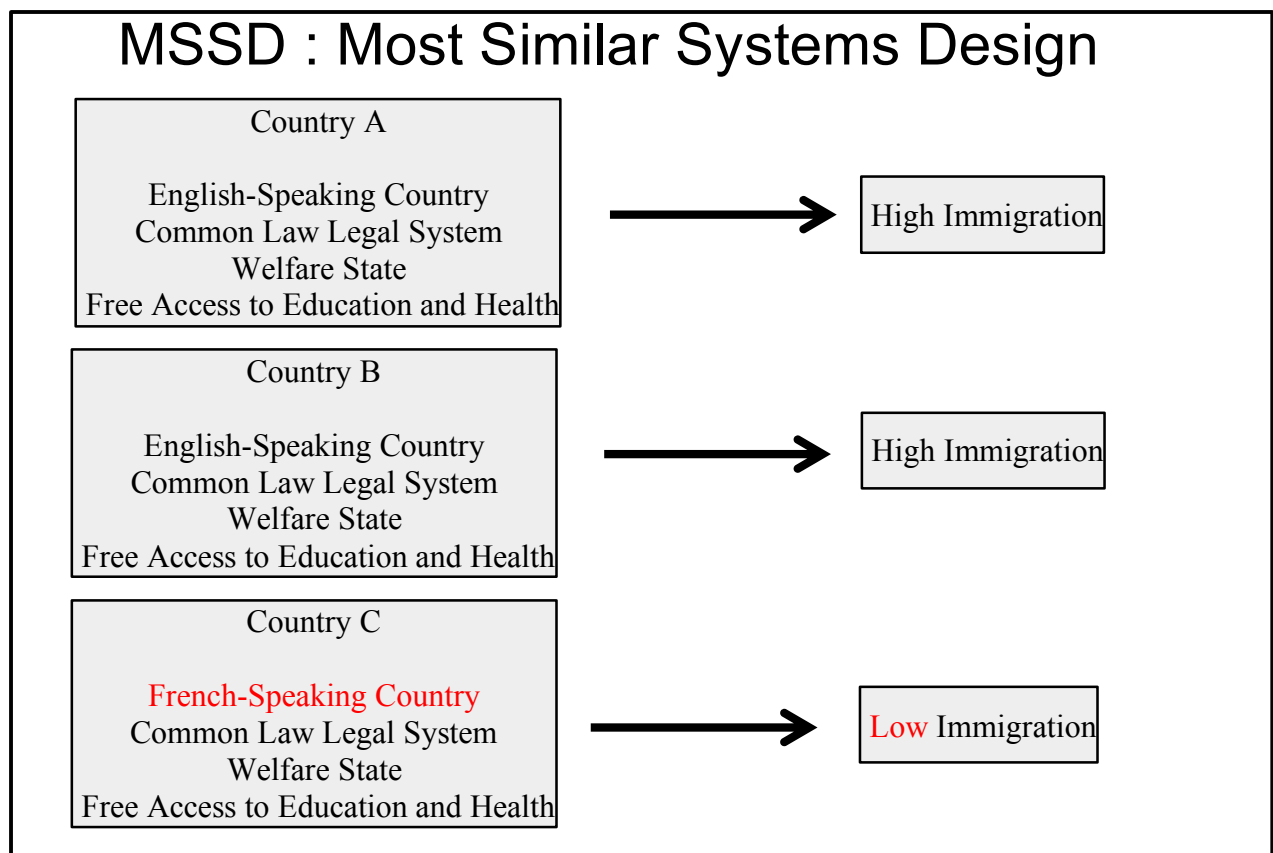 MSSD : Most Similar Systems Design
Country A
English-Speaking Country
Common Law Legal System
Welfare State
Free Access to Education and Health
High Immigration
Country B
English-Speaking Country
Common Law Legal System
Welfare State
Free Access to Education and Health
High Immigration
Country C
French-Speaking Country
Common Law Legal System
Welfare State
Free Access to Education and Health
Low Immigration